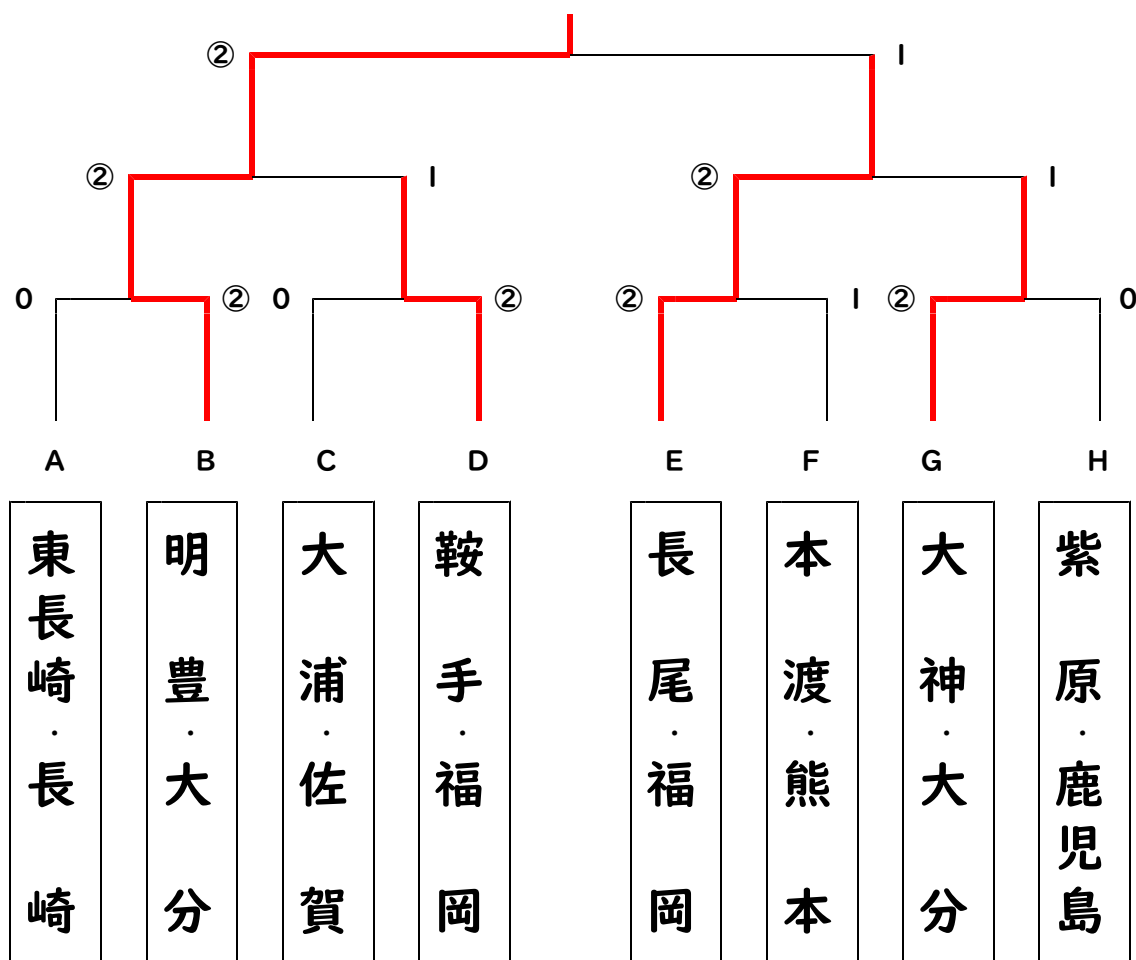 ② 1
② 1 ② 1
0 ② 0 ② ② 1 ② 0
A B C D E F G H
東長崎・長崎
明豊・大分
大浦・佐賀
鞍手・福岡
長尾・福岡
本渡・熊本
大神・大分
紫原・鹿児島